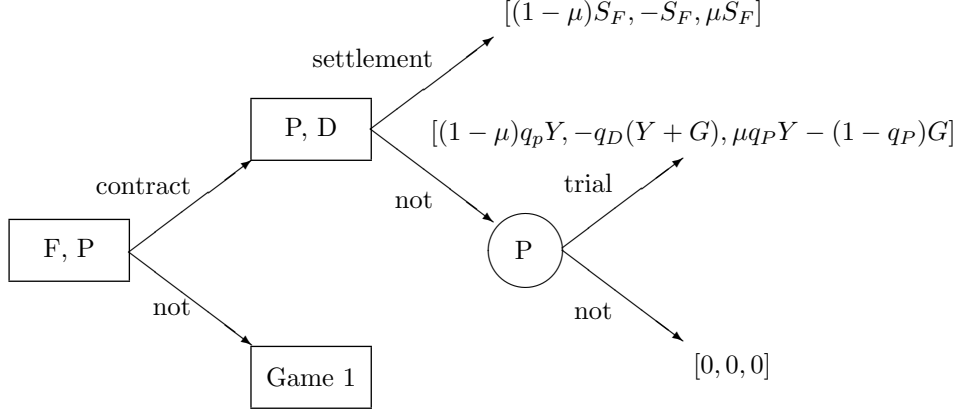 [(1 − μ)S_F, −S_F, μS_F]
settlement
P, D
[(1 − μ)q_pY, −q_D(Y + G), μq_PY − (1 − q_P)G]
contract
trial
not
F, P
P
not
not
Game 1
[0, 0, 0]